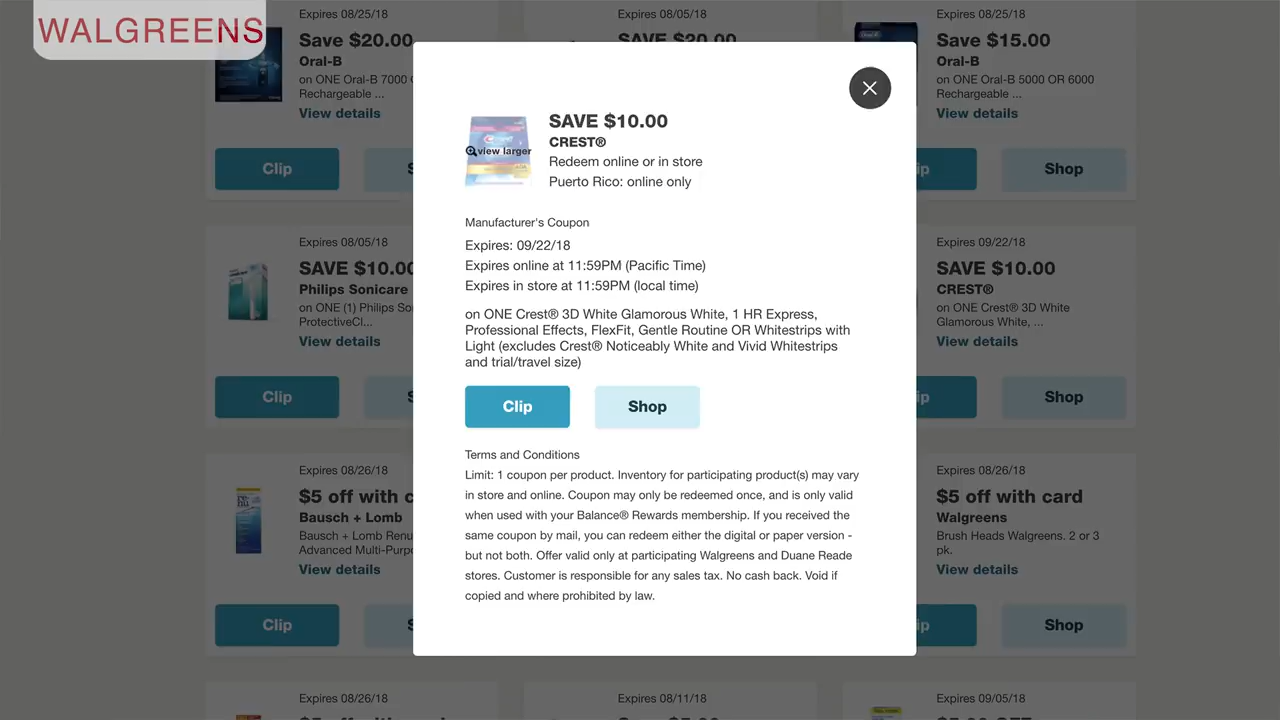 WALGREENS
Expires 08/25/18
Save $20.00
Oral-B
on ONE Oral-B 7000
Rechargeable ...
View details
Clip
Expires 08/05/18
SAVE $20.00
Expires 08/25/18
Save $15.00
Oral-B
on ONE Oral-B 5000 OR 6000
Rechargeable ...
View details
Shop
SAVE $10.00
CREST®
Redeem online or in store
Puerto Rico: online only
view larger
Manufacturer's Coupon
Expires: 09/22/18
Expires online at 11:59PM (Pacific Time)
Expires in store at 11:59PM (local time)
on ONE Crest® 3D White Glamorous White, 1 HR Express,
Professional Effects, FlexFit, Gentle Routine OR Whitestrips with
Light (excludes Crest® Noticeably White and Vivid Whitestrips
and trial/travel size)
Clip
Shop
Terms and Conditions
Limit: 1 coupon per product. Inventory for participating product(s) may vary
in store and online. Coupon may only be redeemed once, and is only valid
when used with your Balance® Rewards membership. If you received the
same coupon by mail, you can redeem either the digital or paper version -
but not both. Offer valid only at participating Walgreens and Duane Reade
stores. Customer is responsible for any sales tax. No cash back. Void if
copied and where prohibited by law.
Expires 08/05/18
SAVE $10.00
Philips Sonicare
on ONE (1) Philips
ProtectiveCl...
View details
Clip
Expires 09/22/18
SAVE $10.00
CREST®
on ONE Crest® 3D White
Glamorous White, ...
View details
Shop
Expires 08/26/18
$5 off with
Bausch + Lomb
Bausch + Lomb Renu
Advanced
View details
Clip
Expires 08/26/18
$5 off with card
Walgreens
Brush Heads Walgreens. 2 or 3
pk.
View details
Shop
Expires 08/26/18
Expires 08/11/18
Expires 09/05/18